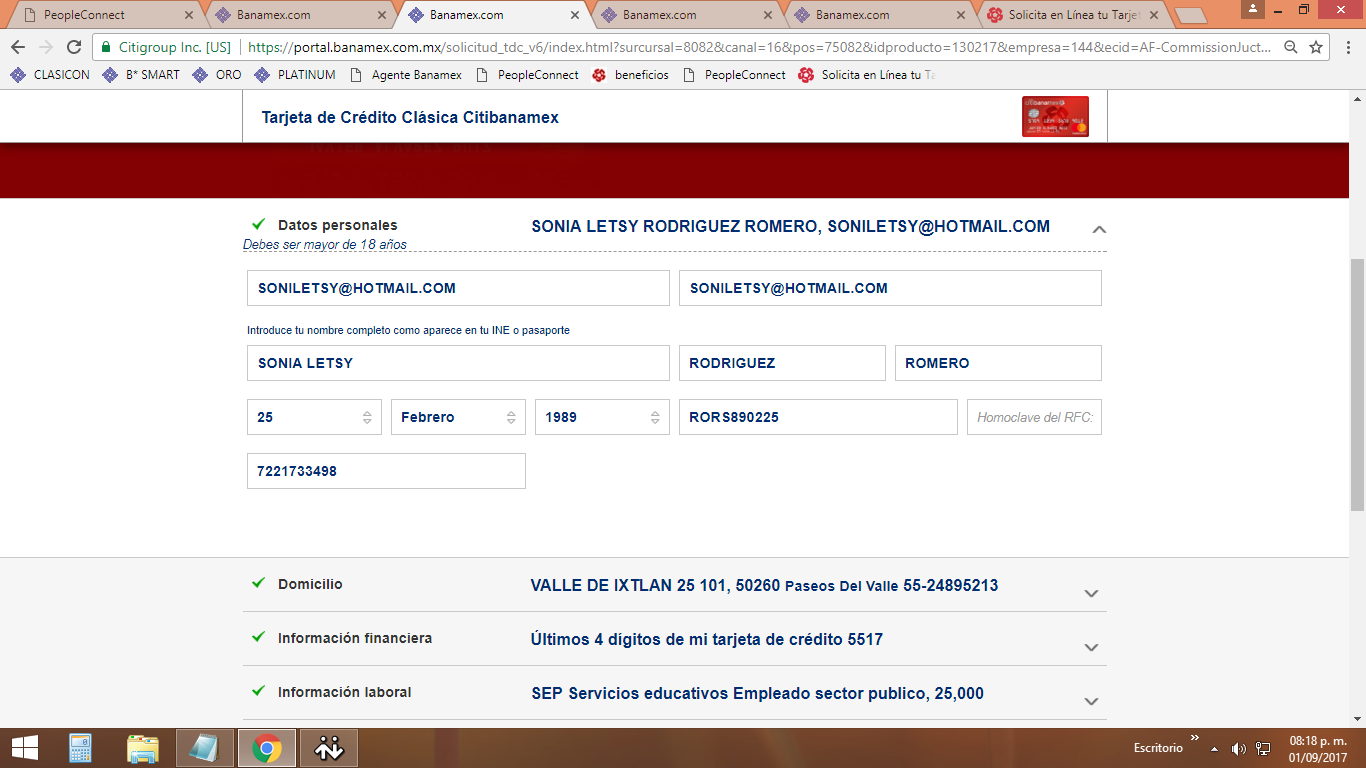 PeopleConnect
Banamex.com
Banamex.com
Banamex.com
Banamex.com
Solicita en Línea tu Tarjet
Citigroup Inc. [US] https://portal.banamex.com.mx/solicitud_tdc_v6/index.html?surcursal=8082&canal=16&pos=75082&idproducto=130217&empresa=144&ecid=AF-CommissionJuct...
CLASICON B* SMART ORO PLATINUM Agente Banamex PeopleConnect beneficios PeopleConnect Solicita en Línea tu Ta
Tarjeta de Crédito Clásica Citibanamex
citibanamex
Datos personales SONIA LETSY RODRIGUEZ ROMERO, SONILETSY@HOTMAIL.COM
Debes ser mayor de 18 años
SONILETSY@HOTMAIL.COM SONILETSY@HOTMAIL.COM
Introduce tu nombre completo como aparece en tu INE o pasaporte
SONIA LETSY RODRIGUEZ ROMERO
25 Febrero 1989 RORS890225 Homoclave del RFC:
7221733498
Domicilio VALLE DE IXTLAN 25 101, 50260 Paseos Del Valle 55-24895213
Información financiera Últimos 4 dígitos de mi tarjeta de crédito 5517
Información laboral SEP Servicios educativos Empleado sector publico, 25,000
Escritorio
08:18 p. m.
01/09/2017